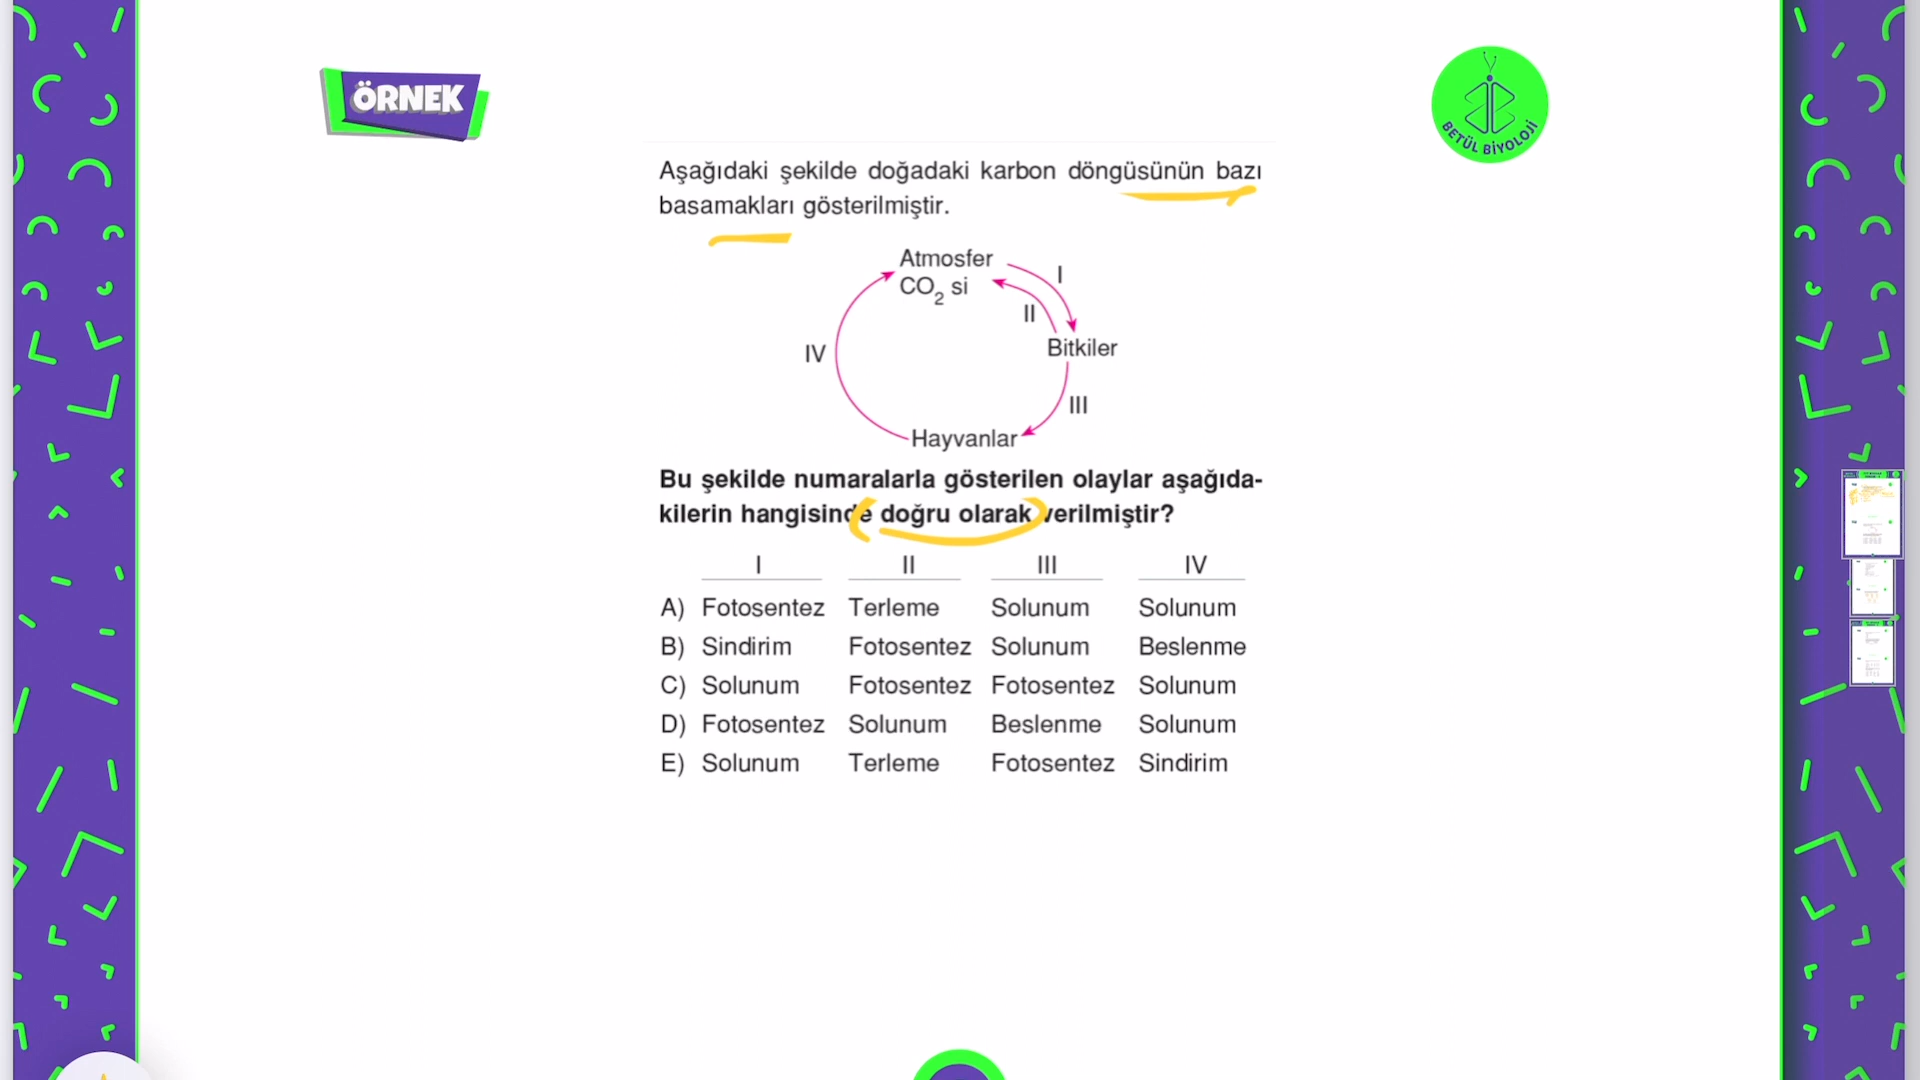 ÖRNEK
BETÜL BİYOLOJİ
Aşağıdaki şekilde doğadaki karbon döngüsünün bazı
basamakları gösterilmiştir.
Atmosfer
CO2 si
I
II
Bitkiler
IV
III
Hayvanlar
Bu şekilde numaralarla gösterilen olaylar aşağıda-
kilerin hangisinde doğru olarak verilmiştir?
I II III IV
A) Fotosentez Terleme Solunum Solunum
B) Sindirim Fotosentez Solunum Beslenme
C) Solunum Fotosentez Fotosentez Solunum
D) Fotosentez Solunum Beslenme Solunum
E) Solunum Terleme Fotosentez Sindirim